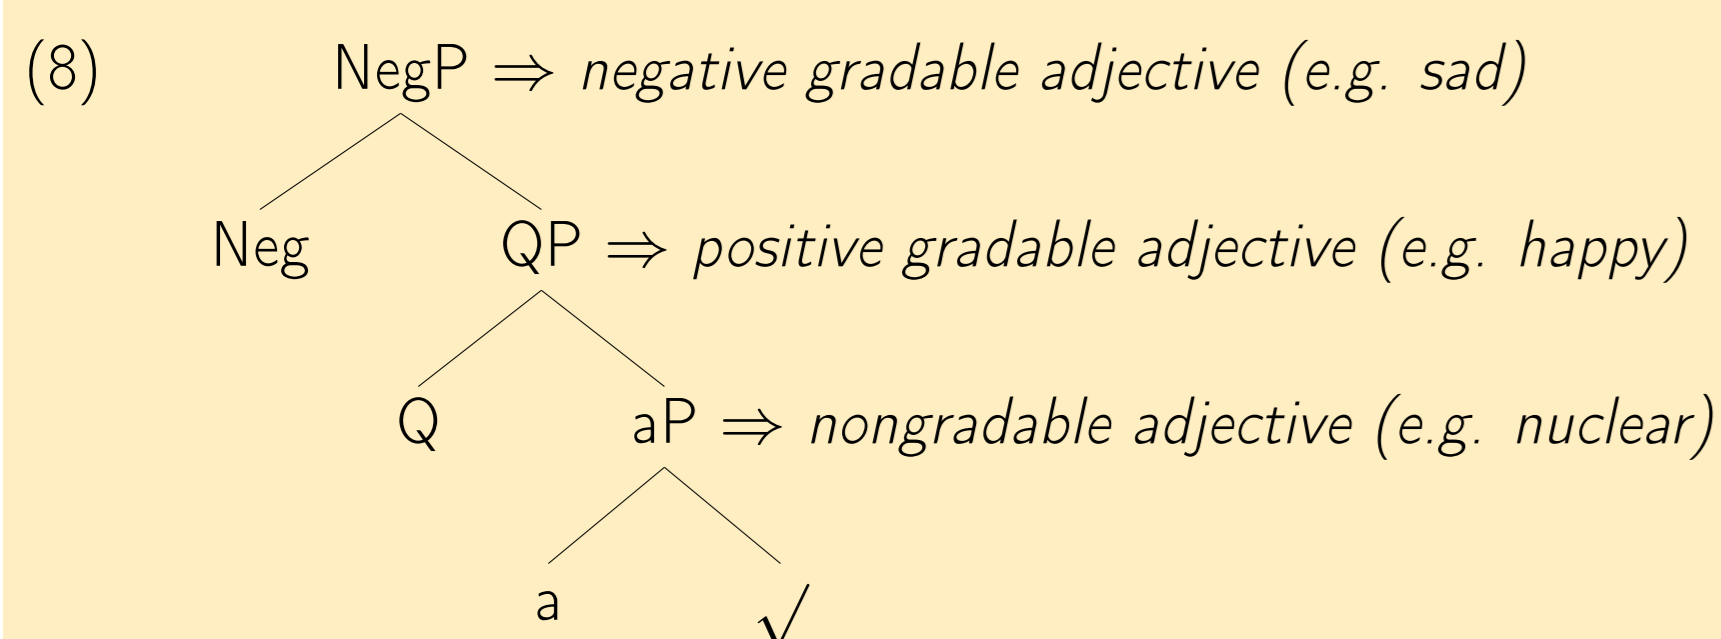 (8) NegP ⇒ negative gradable adjective (e.g. sad)
Neg QP ⇒ positive gradable adjective (e.g. happy)
Q aP ⇒ nongradable adjective (e.g. nuclear)
a √